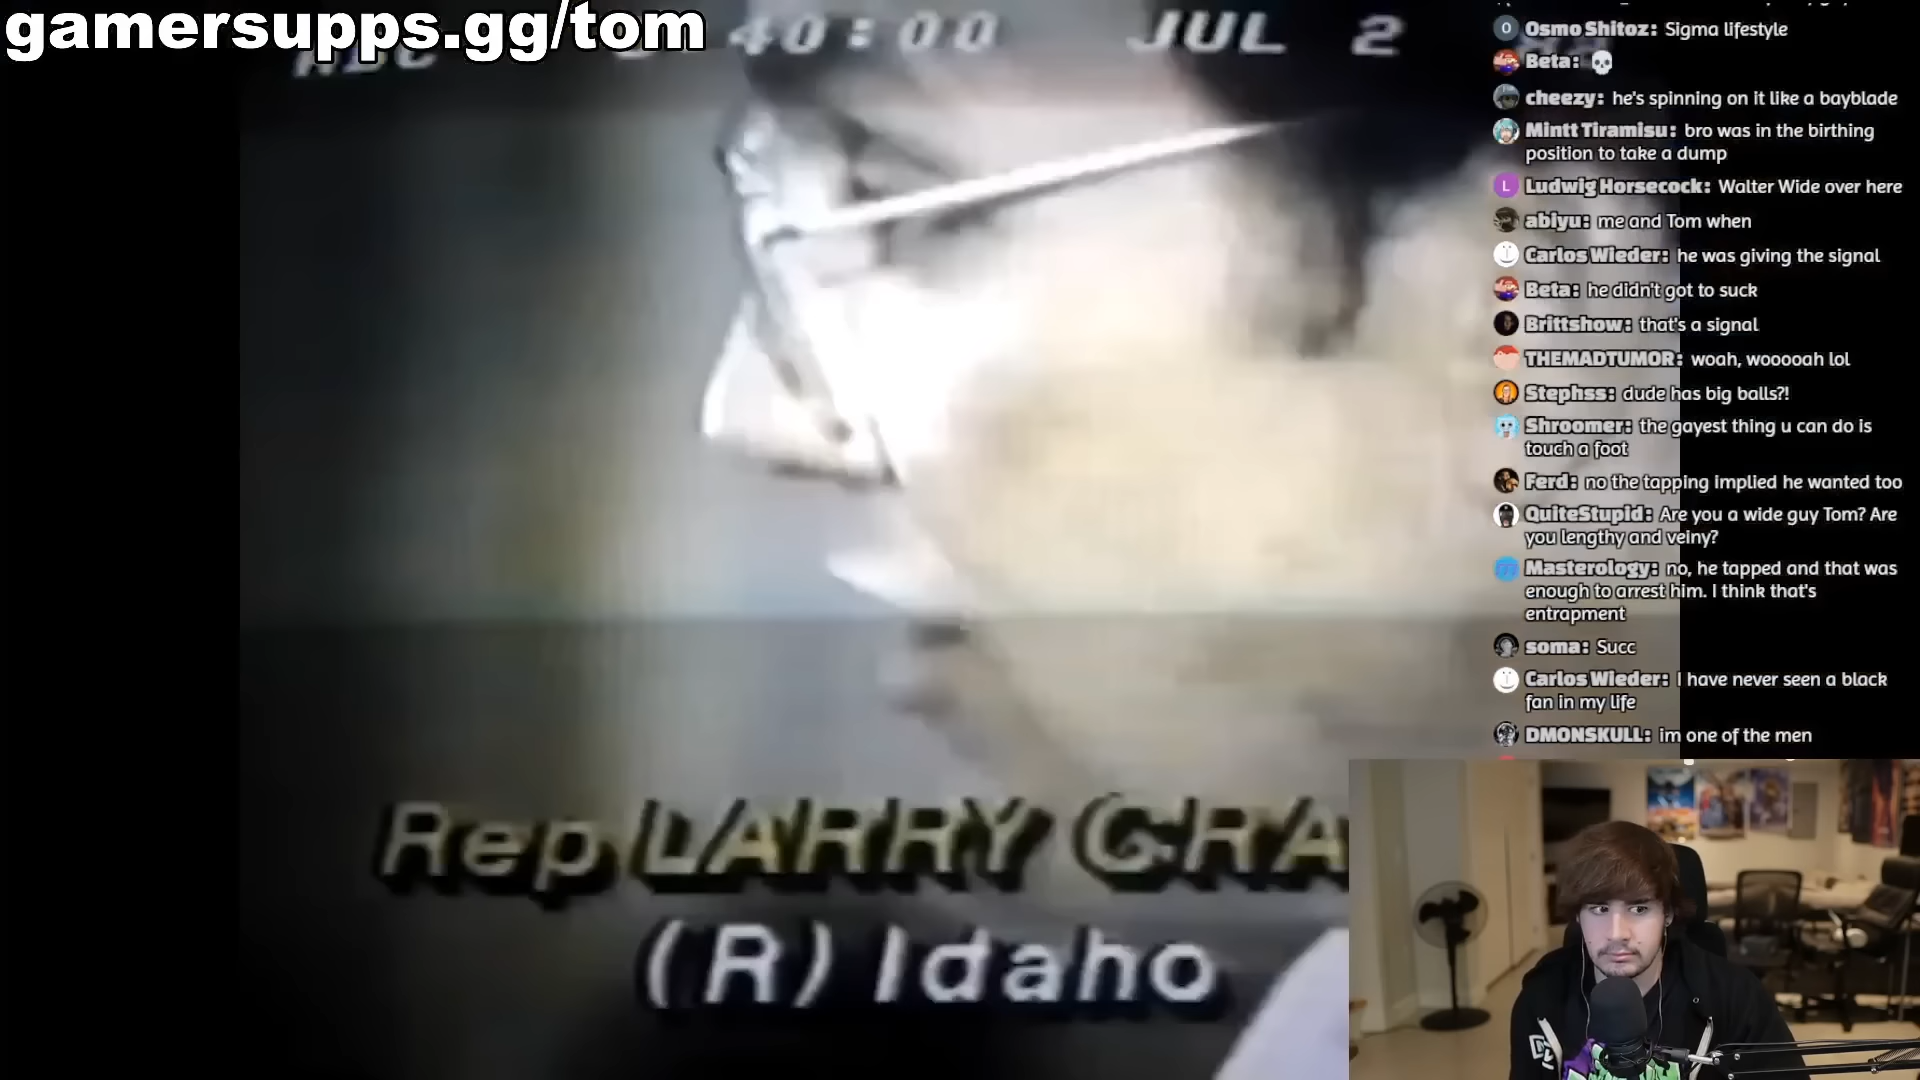 gamersupps.gg/tom
40:00 JUL 2
Osmo Shitoz: Sigma lifestyle
Beta: 💀
cheezy: he's spinning on it like a bayblade
Mintt Tiramisu: bro was in the birthing
position to take a dump
L Ludwig Horsecock: Walter Wide over here
abiyu: me and Tom when
Carlos Wieder: he was giving the signal
Beta: he didn't got to suck
Brittshow: that's a signal
THEMADTUMOR: woah, wooooah lol
Stephss: dude has big balls?!
Shroomer: the gayest thing u can do is
touch a foot
Ferd: no the tapping implied he wanted too
QuiteStupid: Are you a wide guy Tom? Are
you lengthy and veiny?
Masterology: no, he tapped and that was
enough to arrest him. I think that's
entrapment
soma: Succ
Carlos Wieder: I have never seen a black
fan in my life
DMONSKULL: im one of the men
Rep LARRY CRA
(R) Idaho